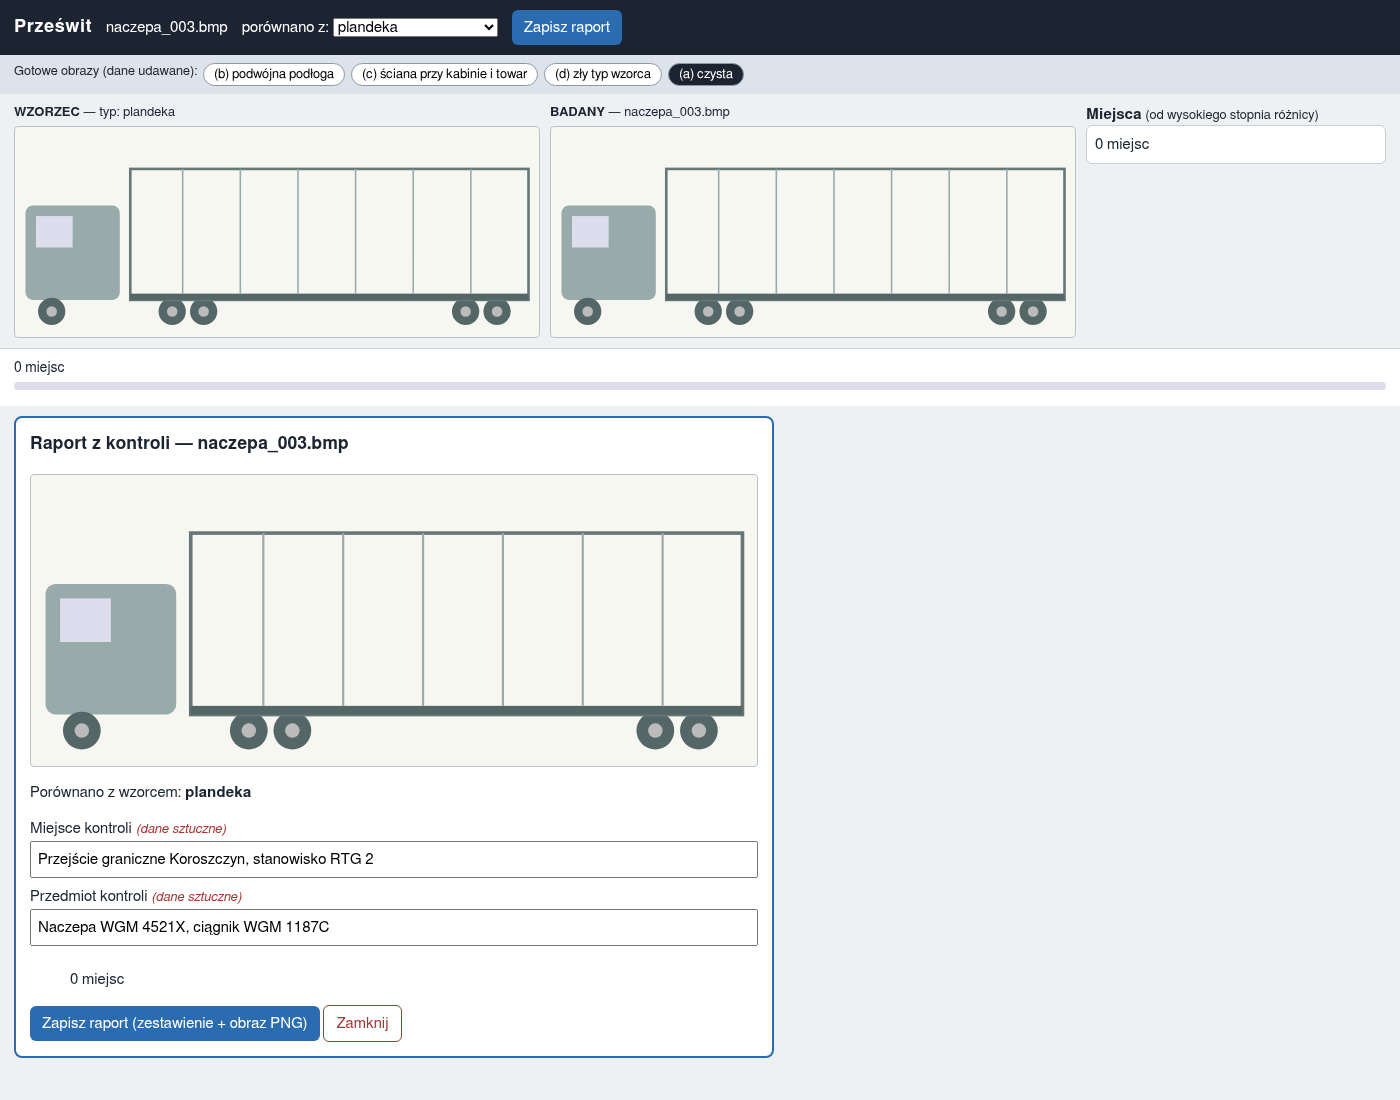 Prześwit naczepa_003.bmp porównano z: plandeka Zapisz raport
Gotowe obrazy (dane udawane): (b) podwójna podłoga (c) ściana przy kabinie i towar (d) zły typ wzorca (a) czysta
WZORZEC — typ: plandeka
BADANY — naczepa_003.bmp
Miejsca (od wysokiego stopnia różnicy)
0 miejsc
0 miejsc
Raport z kontroli — naczepa_003.bmp
Porównano z wzorcem: plandeka
Miejsce kontroli (dane sztuczne)
Przejście graniczne Koroszczyn, stanowisko RTG 2
Przedmiot kontroli (dane sztuczne)
Naczepa WGM 4521X, ciągnik WGM 1187C
0 miejsc
Zapisz raport (zestawienie + obraz PNG) Zamknij